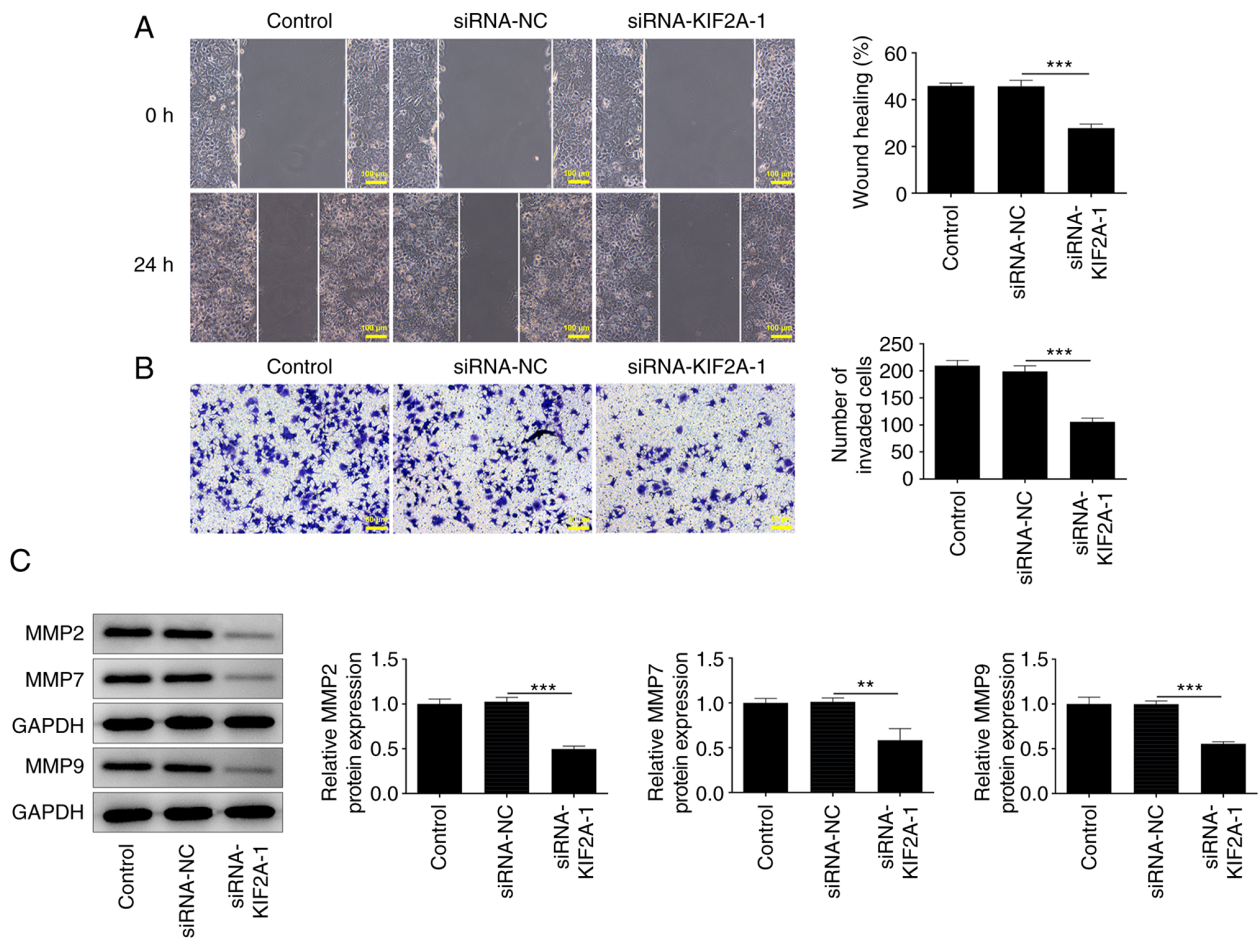 A
Control
siRNA-NC
siRNA-KIF2A-1
0 h
100 μm
100 μm
100 μm
24 h
100 μm
100 μm
100 μm
Wound healing (%)
60
40
20
0
***
Control
siRNA-NC
siRNA-
KIF2A-1
B
Control
siRNA-NC
siRNA-KIF2A-1
Number of
invaded cells
250
200
150
100
50
0
***
Control
siRNA-NC
siRNA-
KIF2A-1
C
MMP2
MMP7
GAPDH
MMP9
GAPDH
Control
siRNA-NC
siRNA-
KIF2A-1
Relative MMP2
protein expression
1.5
1.0
0.5
0.0
***
Control
siRNA-NC
siRNA-
KIF2A-1
Relative MMP7
protein expression
1.5
1.0
0.5
0.0
**
Control
siRNA-NC
siRNA-
KIF2A-1
Relative MMP9
protein expression
1.5
1.0
0.5
0.0
***
Control
siRNA-NC
siRNA-
KIF2A-1